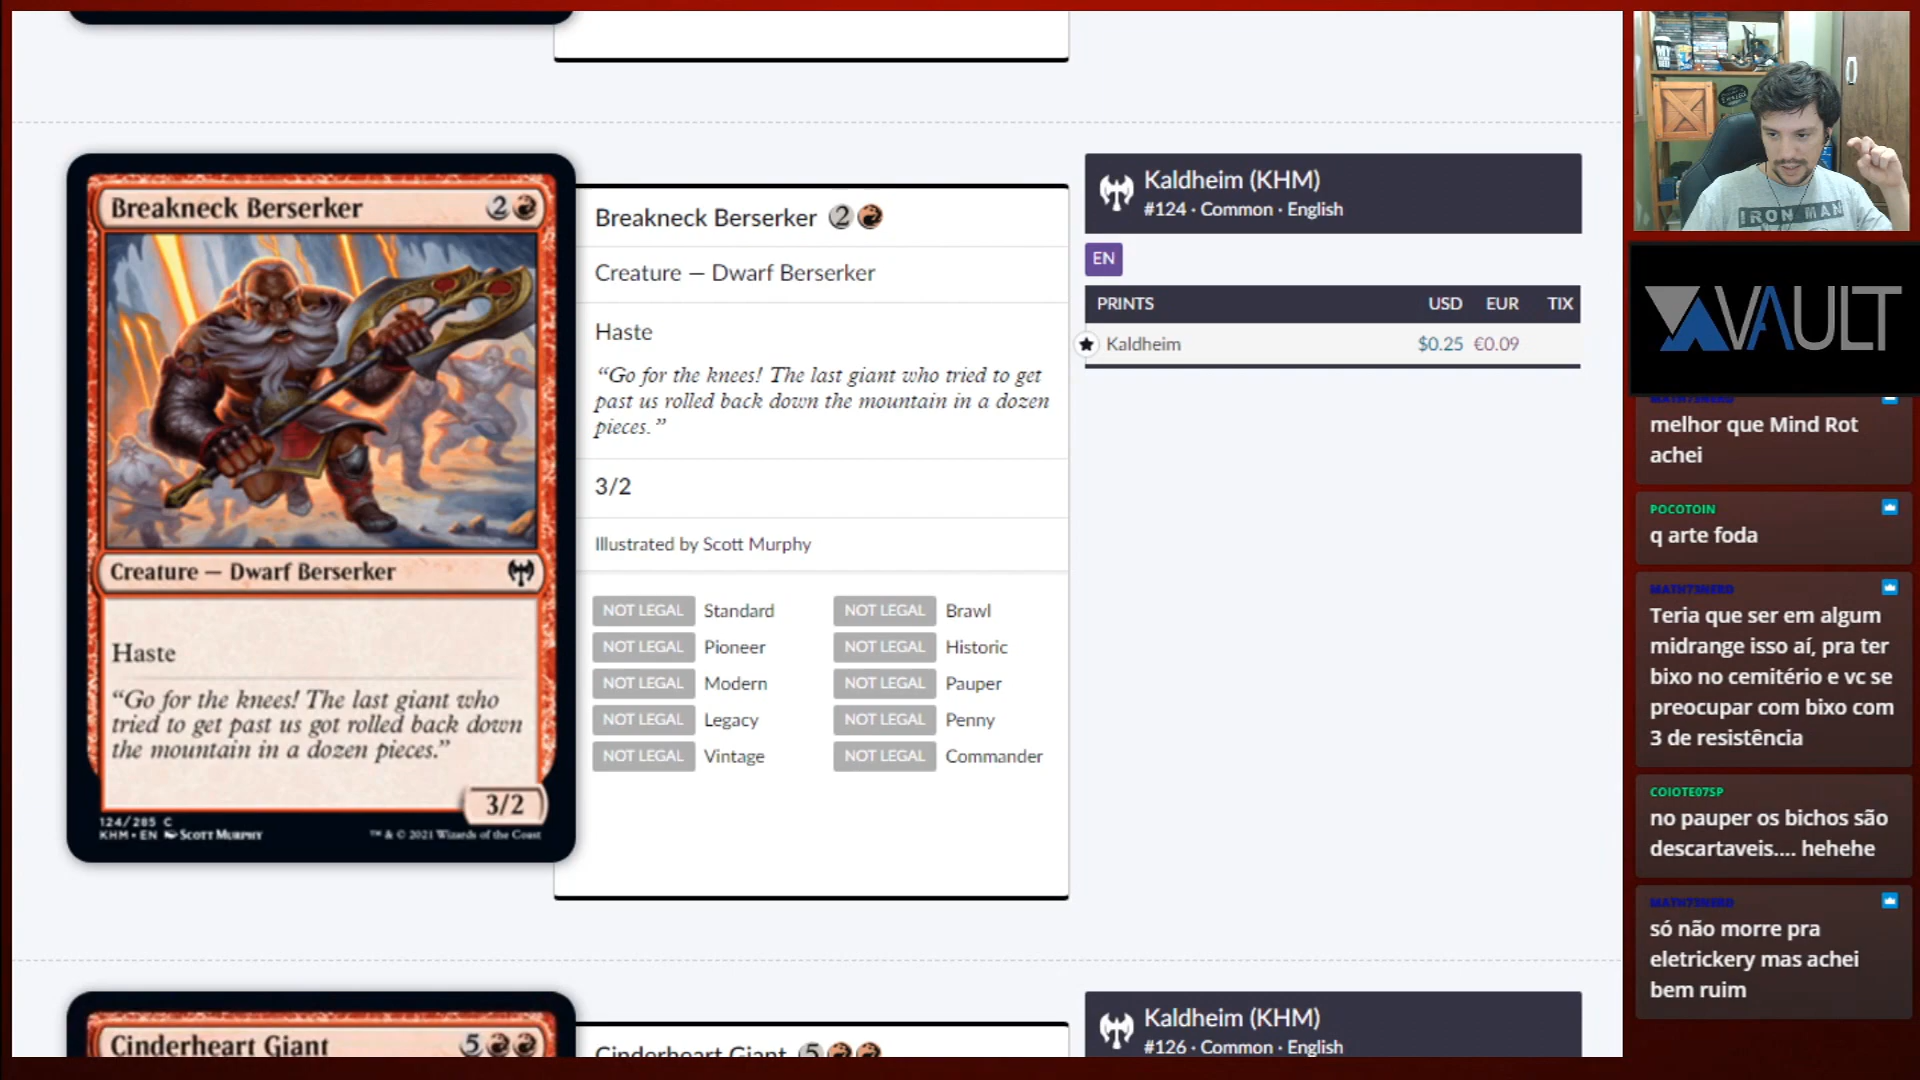 Breakneck Berserker 2
Creature — Dwarf Berserker
Haste
“Go for the knees! The last giant who
tried to get past us got rolled back down
the mountain in a dozen pieces.”
3/2
124/285 C
KHM • EN Scott Murphy
™ & © 2021 Wizards of the Coast
Breakneck Berserker 2
Creature — Dwarf Berserker
Haste
“Go for the knees! The last giant who tried to get
past us rolled back down the mountain in a dozen
pieces.”
3/2
Illustrated by Scott Murphy
NOT LEGAL Standard NOT LEGAL Brawl
NOT LEGAL Pioneer NOT LEGAL Historic
NOT LEGAL Modern NOT LEGAL Pauper
NOT LEGAL Legacy NOT LEGAL Penny
NOT LEGAL Vintage NOT LEGAL Commander
Kaldheim (KHM)
#124 · Common · English
EN
PRINTS USD EUR TIX
Kaldheim $0.25 €0.09
Cinderheart Giant 5
Cinderheart Giant 5
Kaldheim (KHM)
#126 · Common · English
IRON MAN
VAULT
MATH73NERD
melhor que Mind Rot
achei
POCOTOIN
q arte foda
MATH73NERD
Teria que ser em algum
midrange isso aí, pra ter
bixo no cemitério e vc se
preocupar com bixo com
3 de resistência
COIOTE07SP
no pauper os bichos são
descartaveis.... hehehe
MATH73NERD
só não morre pra
eletrickery mas achei
bem ruim